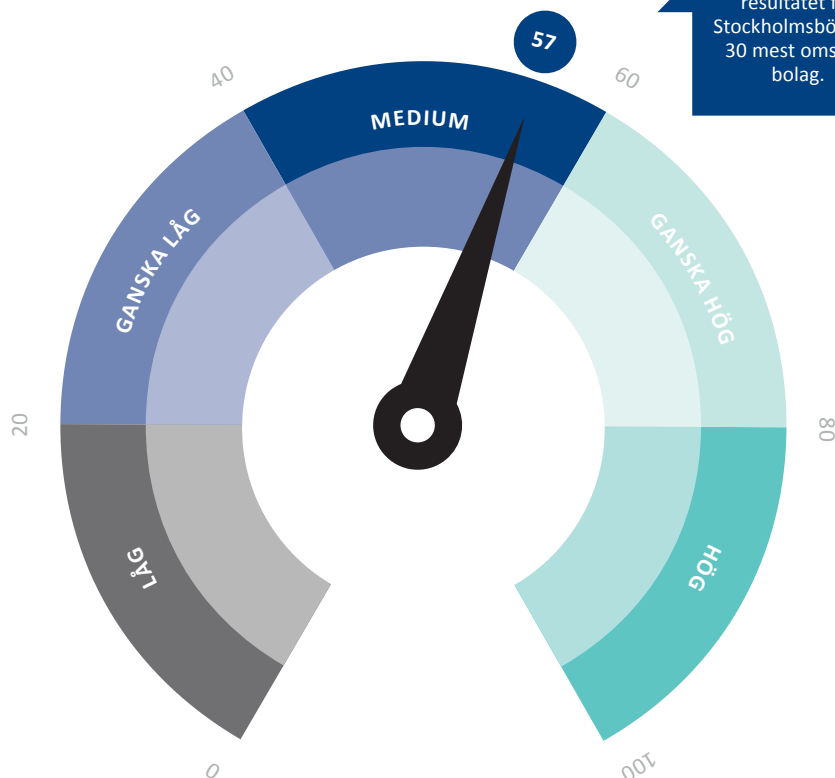 resultatet
Stockholmsbö
30 mest oms
bolag.
57
40
60
MEDIUM
GANSKA LÅG
GANSKA HÖG
20
80
LÅG
HÖG
0
100